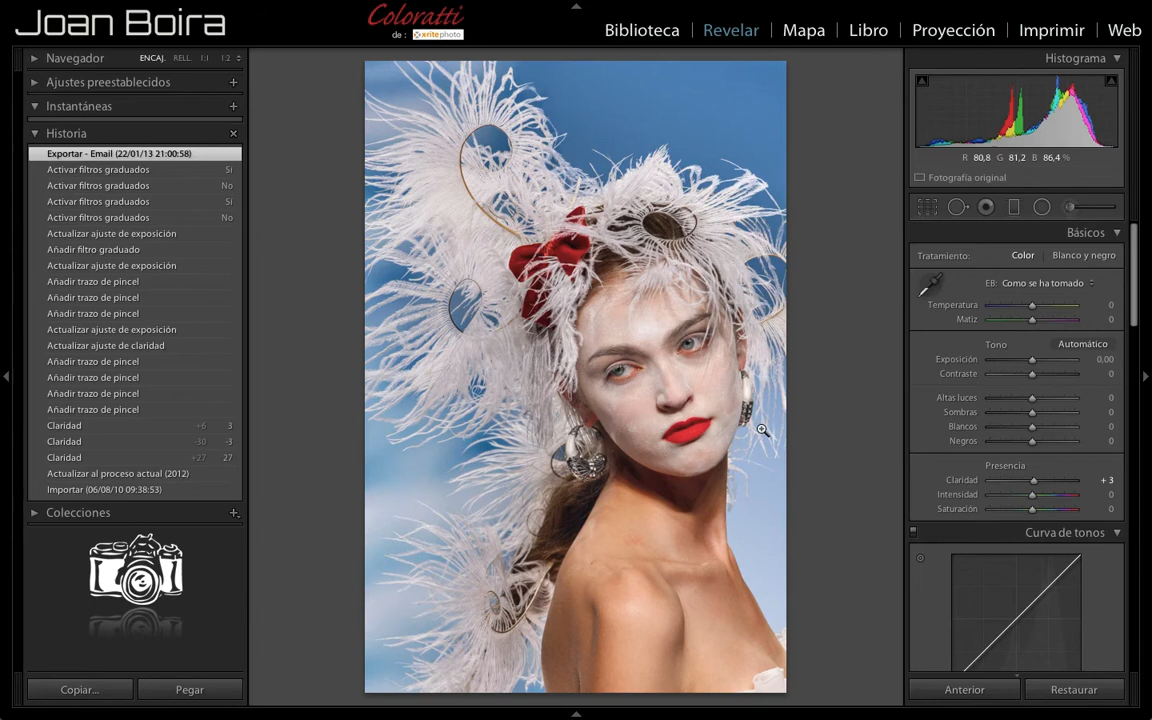 Joan Boira
Coloratti
de : xritephoto
Biblioteca | Revelar | Mapa | Libro | Proyección | Imprimir | Web
Navegador ENCAJ. RELL. 1:1 1:2
Ajustes preestablecidos +
Instantáneas +
Historia ×
Exportar - Email (22/01/13 21:00:58)
Activar filtros graduados Sí
Activar filtros graduados No
Activar filtros graduados Sí
Activar filtros graduados No
Actualizar ajuste de exposición
Añadir filtro graduado
Actualizar ajuste de exposición
Añadir trazo de pincel
Añadir trazo de pincel
Añadir trazo de pincel
Actualizar ajuste de exposición
Actualizar ajuste de claridad
Añadir trazo de pincel
Añadir trazo de pincel
Añadir trazo de pincel
Añadir trazo de pincel
Claridad +6 3
Claridad -30 -3
Claridad +27 27
Actualizar al proceso actual (2012)
Importar (06/08/10 09:38:53)
Colecciones +
Copiar...
Pegar
Histograma
R 80,8 G 81,2 B 86,4 %
Fotografía original
Básicos
Tratamiento: Color Blanco y negro
EB: Como se ha tomado
Temperatura 0
Matiz 0
Tono Automático
Exposición 0,00
Contraste 0
Altas luces 0
Sombras 0
Blancos 0
Negros 0
Presencia
Claridad + 3
Intensidad 0
Saturación 0
Curva de tonos
Anterior
Restaurar